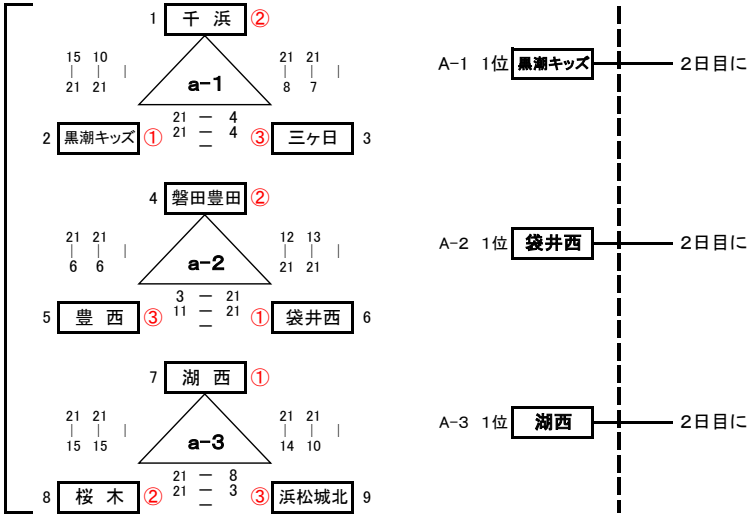 1 千 浜 ②
15 10 21 21
| | | | | |
21 21 8 7
a-1
21 － 4
21 － 4
－
2 黒潮キッズ ① ③ 三ヶ日 3
A-1 1位 黒潮キッズ 2日目に
4 磐田豊田 ②
21 21 12 13
| | | | | |
6 6 21 21
a-2
3 － 21
11 － 21
－
5 豊 西 ③ ① 袋井西 6
A-2 1位 袋井西 2日目に
7 湖 西 ①
21 21 21 21
| | | | | |
15 15 14 10
a-3
21 － 8
21 － 3
－
8 桜 木 ② ③ 浜松城北 9
A-3 1位 湖西 2日目に